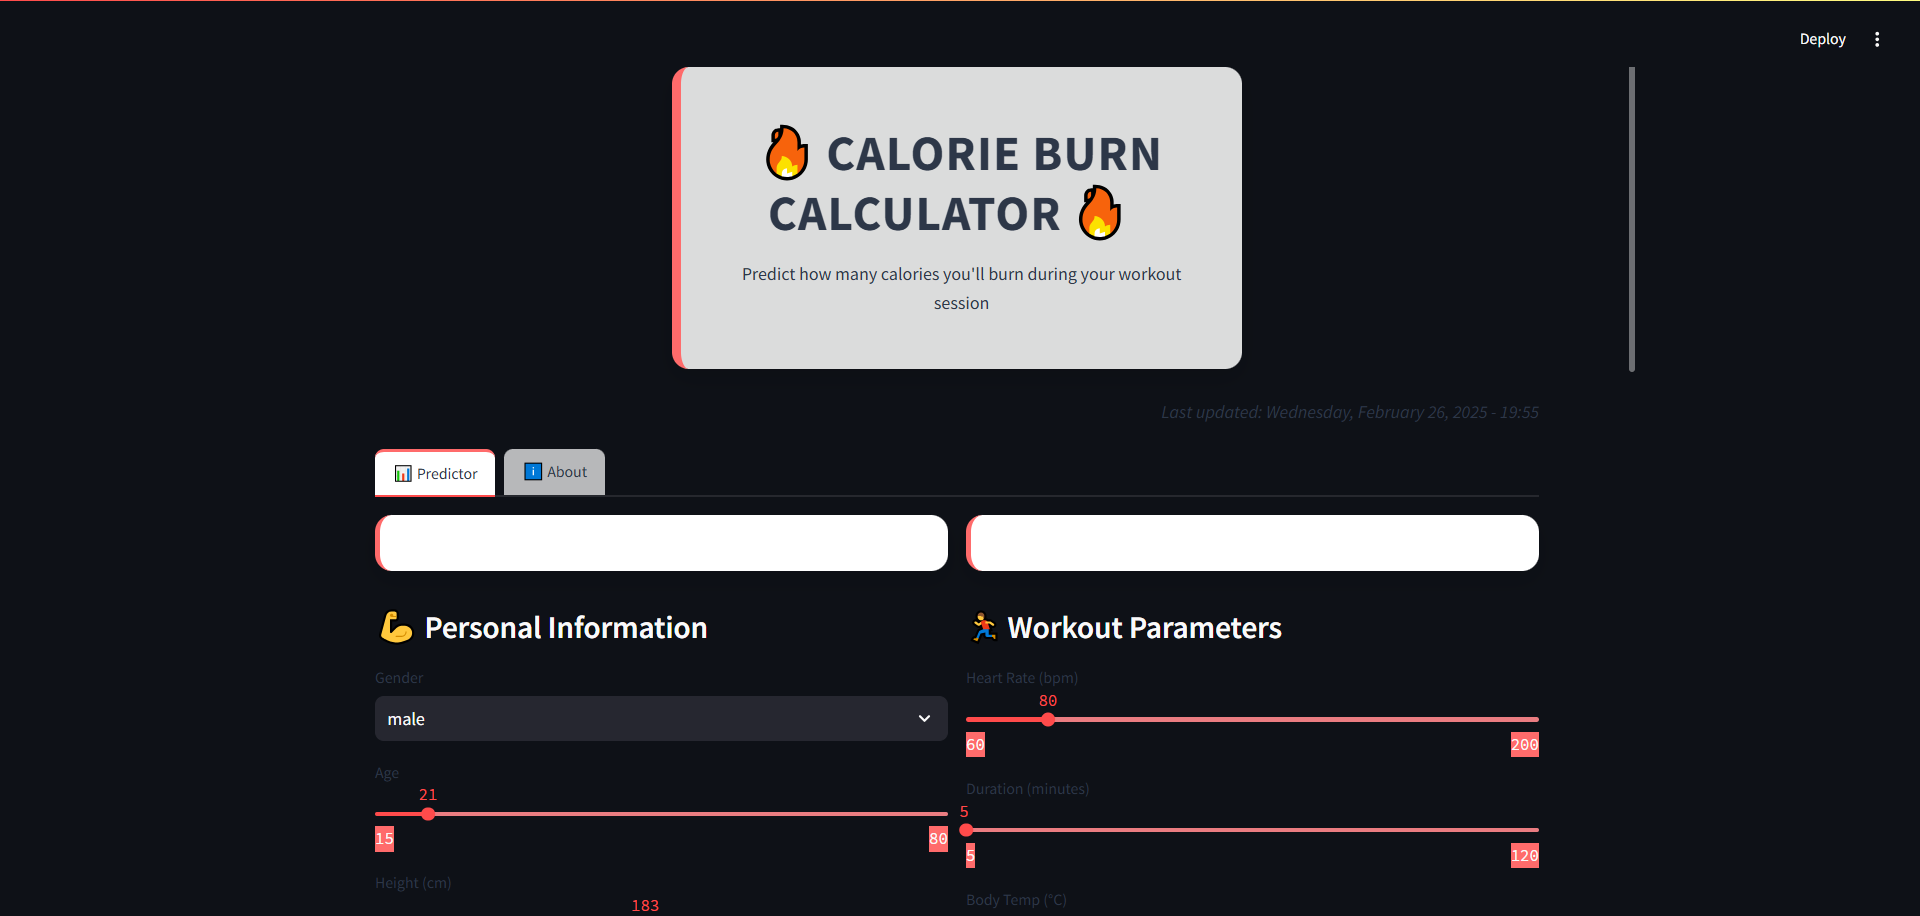 Deploy
🔥 CALORIE BURN
CALCULATOR 🔥
Predict how many calories you'll burn during your workout
session
Last updated: Wednesday, February 26, 2025 - 19:55
📊 Predictor
ℹ️ About
💪 Personal Information
Gender
male
Age
21
15 80
Height (cm)
183
🏃 Workout Parameters
Heart Rate (bpm)
80
60 200
Duration (minutes)
5
5 120
Body Temp (°C)